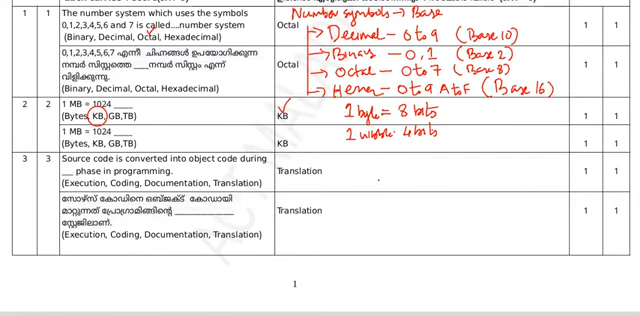 1 1 The number system which uses the symbols Octal 1 1
0,1,2,3,4,5,6 and 7 is called....number system
(Binary, Decimal, Octal, Hexadecimal)
Number symbols → Base
→ Decimal – 0 to 9 (Base 10)
→ Binary – 0,1 (Base 2)
→ Octal – 0 to 7 (Base 8)
→ – 0 to 9 A to F (Base 16)
0,1,2,3,4,5,6,7 എന്നീ ചിഹ്നങ്ങൾ ഉപയോഗിക്കുന്ന Octal 1 1
നമ്പർ സിസ്റ്റത്തെ ____നമ്പർ സിസ്റ്റം എന്ന്
വിളിക്കുന്നു.
(Binary, Decimal, Octal, Hexadecimal)
2 2 1 MB = 1024 _____ KB 1 1
(Bytes, KB, GB,TB)
1 byte = 8 bits
1 MB = 1024 _____ KB 1 1
(Bytes, KB, GB,TB)
1 nibble = 4 bits
3 3 Source code is converted into object code during Translation 1 1
___ phase in programming.
(Execution, Coding, Documentation, Translation)
സോഴ്സ് കോഡിനെ ഒബ്ജക്ട് കോഡായി Translation 1 1
മാറ്റുന്നത് പ്രോഗ്രാമിങ്ങിന്റെ ______________
സ്റ്റേജിലാണ്.
(Execution, Coding, Documentation, Translation)
1